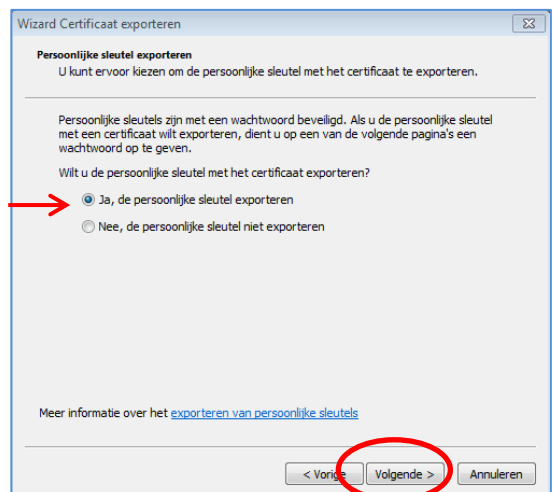 Wizard Certificaat exporteren
Persoonlijke sleutel exporteren
U kunt ervoor kiezen om de persoonlijke sleutel met het certificaat te exporteren.
Persoonlijke sleutels zijn met een wachtwoord beveiligd. Als u de persoonlijke sleutel
met een certificaat wilt exporteren, dient u op een van de volgende pagina's een
wachtwoord op te geven.
Wilt u de persoonlijke sleutel met het certificaat exporteren?
Ja, de persoonlijke sleutel exporteren
Nee, de persoonlijke sleutel niet exporteren
Meer informatie over het exporteren van persoonlijke sleutels
< Vorige Volgende > Annuleren